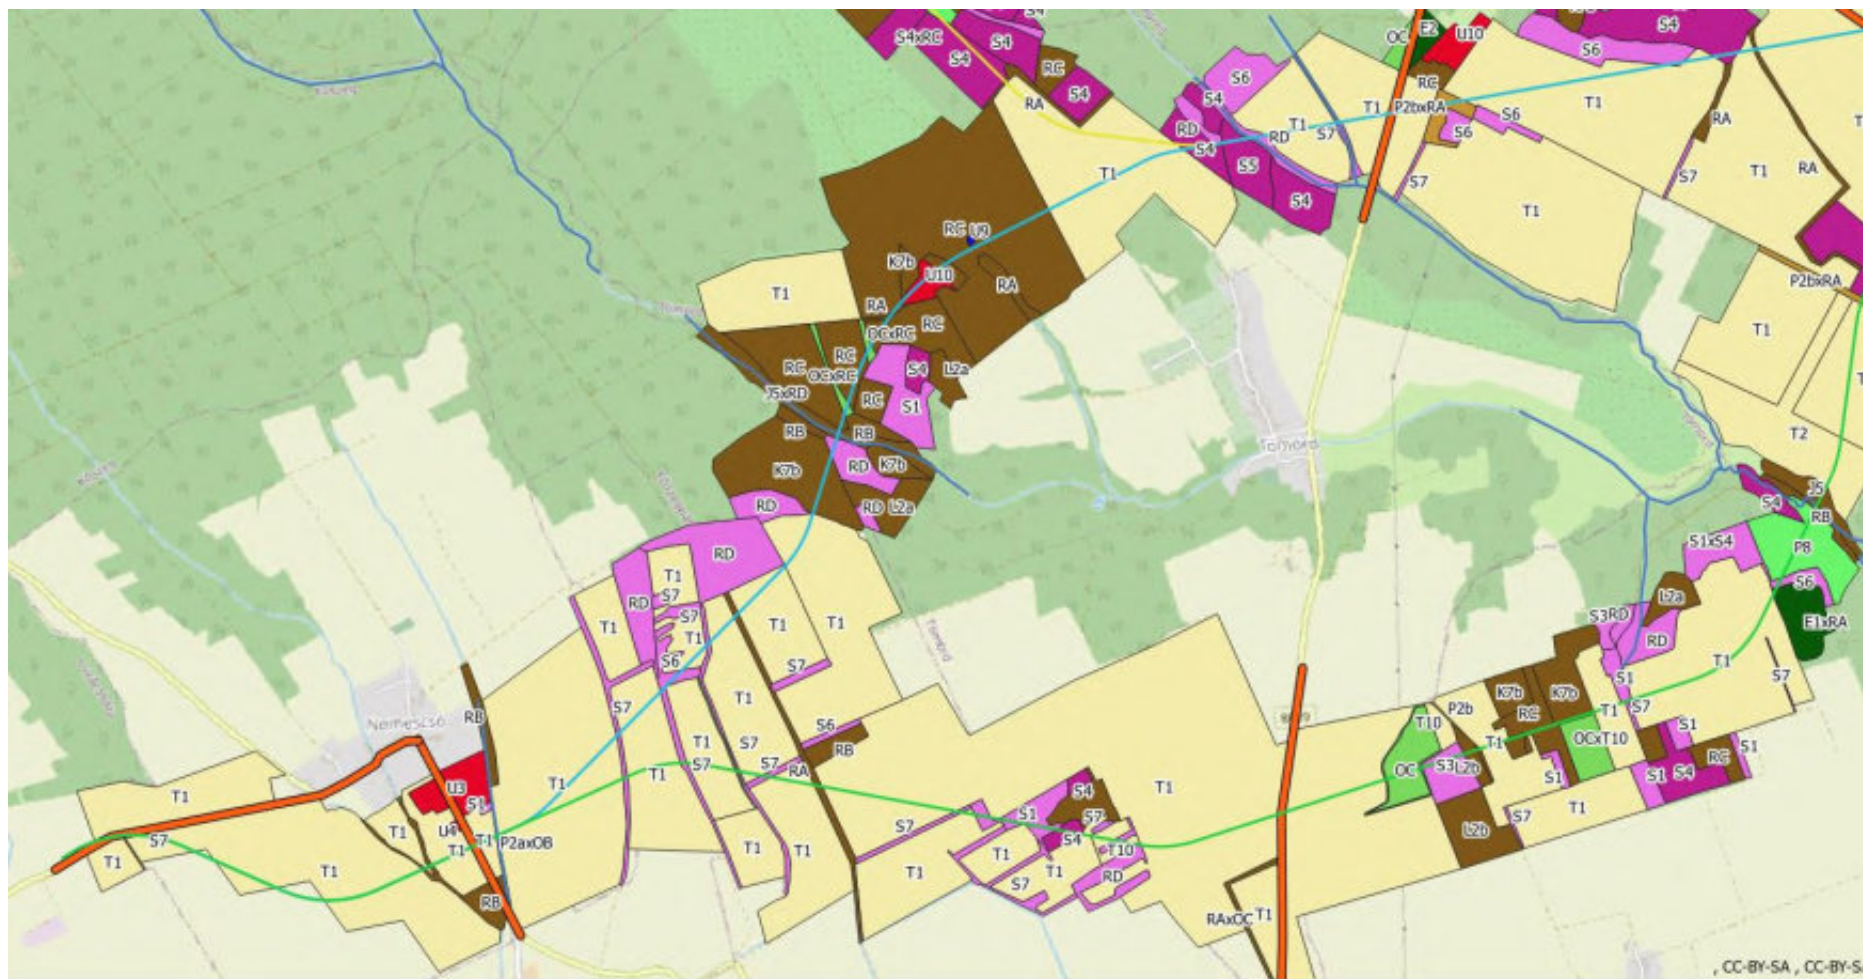 S4
S4xRC
S4
S4
S4
RC
S4
RA
OC
E2
U10
S4
S6
S6
RC
S4
T1
P2bxRA
T1
RD
T1
S7
RD
S6
S6
RA
S4
S5
S4
T1
S7
S7
T1
RA
T1
RC
U9
K7b
U10
RA
T1
RA
RC
OCxRC
P2bxRA
T1
RC
RC
OCxRC
S4
L2a
J5xRD
RC
S1
RB
RB
T2
K7b
RD
K7b
Tömörd
RD
RD
L2a
J5
S4
RB
P8
S1xS4
RD
T1
S7
S6
RD
S7
T1
T1
S6
L2a
S3
RD
E1xRA
RD
T1
T1
T1
S7
T1
S1
S7
T1
S7
Nemescsó
RB
S6
RB
K7b
K7b
P2b
RC
T10
T1
S7
S1
OCxT10
T1
S7
S7
RA
T1
T1
T1
T1
OC
S3
L2b
S1
S1
S4
RC
S1
U3
S1
T1
S4
S1
S7
S7
T1
U4
T1
T1
P2axOB
S7
T1
S7
T1
S4
T10
L2b
S7
T1
T1
T1
T1
T1
T1
S7
T1
RD
RB
RAxOC
T1
, CC-BY-SA , CC-BY-S